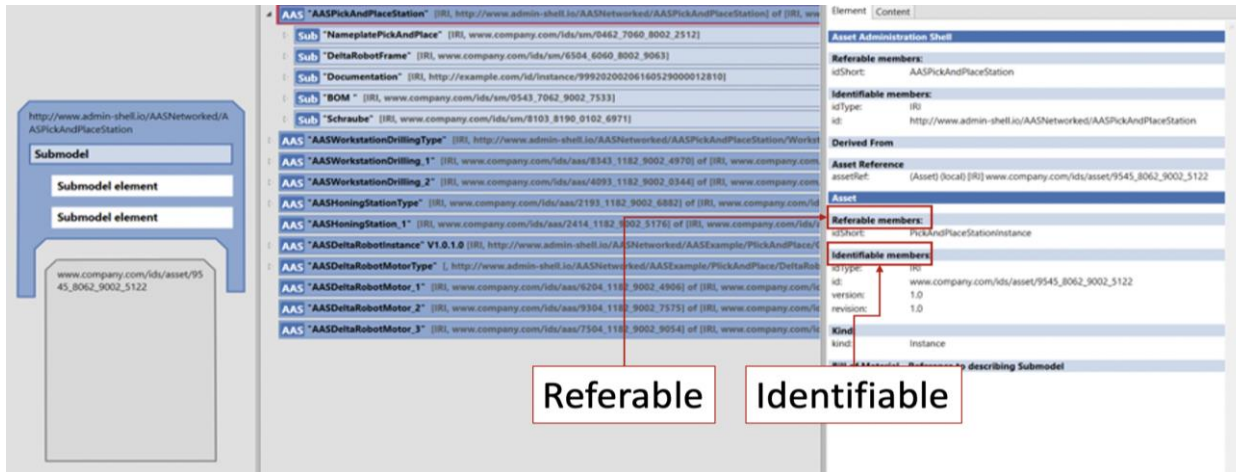 http://www.admin-shell.io/AASNetworked/A
ASPickAndPlaceStation
Submodel
Submodel element
Submodel element
www.company.com/ids/asset/95
45_8062_9002_5122
AAS "AASPickAndPlaceStation" [IRI, http://www.admin-shell.io/AASNetworked/AASPickAndPlaceStation] of [IRI, ww
Sub "NameplatePickAndPlace" [IRI, www.company.com/ids/sm/0462_7060_8002_2512]
Sub "DeltaRobotFrame" [IRI, www.company.com/ids/sm/6504_6060_8002_9063]
Sub "Documentation" [IRI, http://example.com/id/instance/9992020020616052900001 2810]
Sub "BOM " [IRI, www.company.com/ids/sm/0543_7062_9002_7533]
Sub "Schraube" [IRI, www.company.com/ids/sm/8103_8190_0102_6971]
AAS "AASWorkstationDrillingType" [IRI, http://www.admin-shell.io/AASNetworked/AASPickAndPlaceStation/Workst
AAS "AASWorkstationDrilling_1" [IRI, www.company.com/ids/aas/8343_1182_9002_4970] of [IRI, www.company.com
AAS "AASWorkstationDrilling_2" [IRI, www.company.com/ids/aas/4093_1182_9002_0344] of [IRI, www.company.com
AAS "AASHoningStationType" [IRI, www.company.com/ids/aas/2193_1182_9002_6882] of [IRI, www.company.com/id
AAS "AASHoningStation_1" [IRI, www.company.com/ids/aas/2414_1182_9002_5176] of [IRI, www.company.com/ids/
AAS "AASDeltaRobotInstance" V1.0.1.0 [IRI, http://www.admin-shell.io/AASNetworked/AASExample/PlickAndPlace/
AAS "AASDeltaRobotMotorType" [, http://www.admin-shell.io/AASNetworked/AASExample/PlickAndPlace/DeltaRob
AAS "AASDeltaRobotMotor_1" [IRI, www.company.com/ids/aas/6204_1182_9002_4906] of [IRI, www.company.com/i
AAS "AASDeltaRobotMotor_2" [IRI, www.company.com/ids/aas/9304_1182_9002_7575] of [IRI, www.company.com/i
AAS "AASDeltaRobotMotor_3" [IRI, www.company.com/ids/aas/7504_1182_9002_9054] of [IRI, www.company.com/i
Element Content
Asset Administration Shell
Referable members:
idShort: AASPickAndPlaceStation
Identifiable members:
idType: IRI
id: http://www.admin-shell.io/AASNetworked/AASPickAndPlaceStation
Derived From
Asset Reference
assetRef: (Asset) (local) [IRI] www.company.com/ids/asset/9545_8062_9002_5122
Asset
Referable members:
idShort: PickAndPlaceStationInstance
Identifiable members:
idType: IRI
id: www.company.com/ids/asset/9545_8062_9002_5122
version: 1.0
revision: 1.0
Kind
kind: Instance
Bill of Material - Reference to describing Submodel
Referable
Identifiable